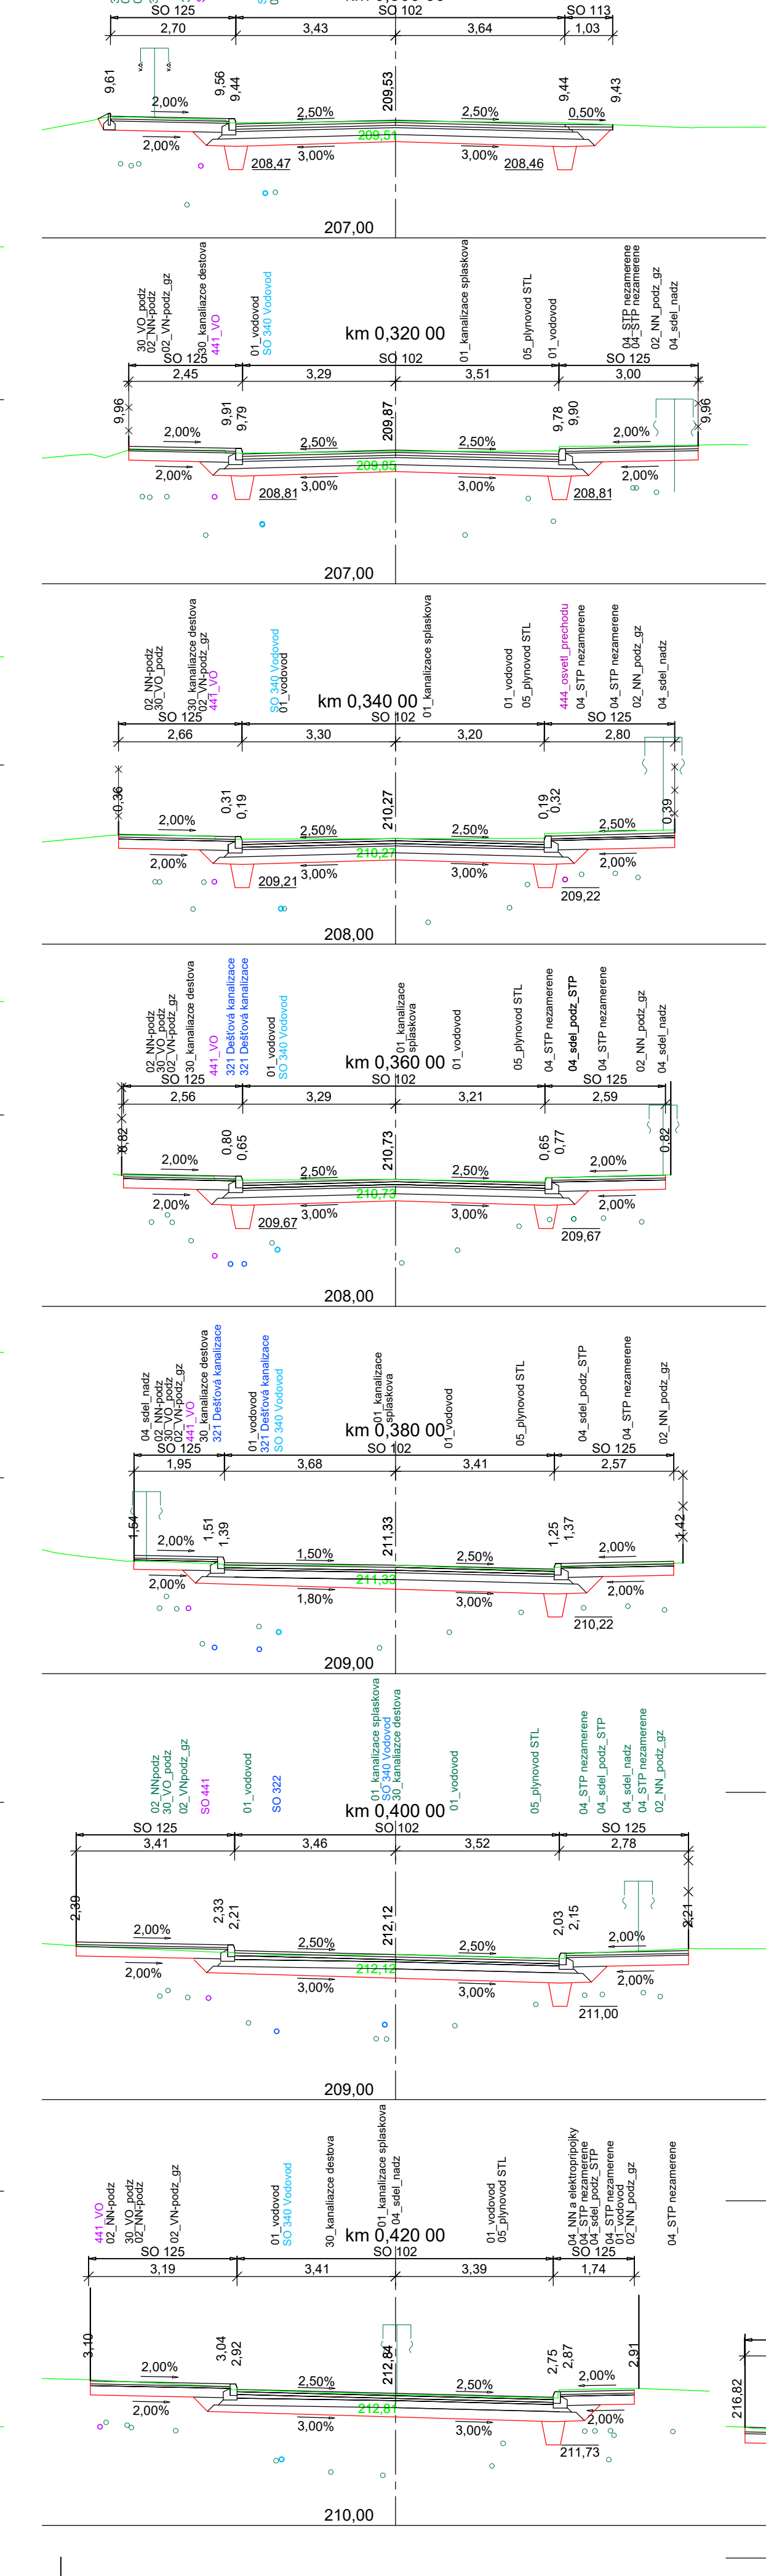 SO 125 SO 102 SO 113
2,70 3,43 3,64 1,03
9,61 9,56 9,44 209,53 9,44 9,43
2,00% 2,50% 2,50% 0,50%
209,51
2,00% 3,00% 3,00%
208,47 208,46
207,00
30_VO_podz
02_NN-podz
02_VN-podz_gz
30_kanaliazce destova
441_VO
01_vodovod
SO 340 Vodovod
01_kanalizace splaskova
05_plynovod STL
01_vodovod
04_STP nezamerene
04_STP nezamerene
02_NN_podz_gz
04_sdel_nadz
km 0,320 00
SO 125 SO 102 SO 125
2,45 3,29 3,51 3,00
9,96 9,91 9,79 209,87 9,78 9,90 9,96
2,00% 2,50% 2,50% 2,00%
209,85
2,00% 3,00% 3,00% 2,00%
208,81 208,81
207,00
02_NN-podz
30_VO_podz
30_kanaliazce destova
02_VN-podz_gz
441_VO
SO 340 Vodovod
01_vodovod
01_kanalizace splaskova
01_vodovod
05_plynovod STL
444_osvetl_prechodu
04_STP nezamerene
04_STP nezamerene
02_NN_podz_gz
04_sdel_nadz
km 0,340 00
SO 125 SO 102 SO 125
2,66 3,30 3,20 2,80
0,36 0,31 0,19 210,27 0,19 0,32 0,39
2,00% 2,50% 2,50% 2,50%
210,27
2,00% 3,00% 3,00% 2,00%
209,21 209,22
208,00
02_NN-podz
30_VO_podz
02_VN-podz_gz
30_kanaliazce destova
441_VO
321 Dešťová kanalizace
321 Dešťová kanalizace
01_vodovod
SO 340 Vodovod
01_kanalizace
splaskova
01_vodovod
05_plynovod STL
04_STP nezamerene
04_sdel_podz_STP
04_STP nezamerene
02_NN_podz_gz
04_sdel_nadz
km 0,360 00
SO 125 SO 102 SO 125
2,56 3,29 3,21 2,59
0,82 0,80 0,65 210,73 0,65 0,77 0,82
2,00% 2,50% 2,50% 2,00%
210,73
2,00% 3,00% 3,00% 2,00%
209,67 209,67
208,00
04_sdel_nadz
02_NN-podz
30_VO_podz
02_VN-podz_gz
441_VO
30_kanaliazce destova
321 Dešťová kanalizace
01_vodovod
321 Dešťová kanalizace
SO 340 Vodovod
01_kanalizace
splaskova
01_vodovod
05_plynovod STL
04_sdel_podz_STP
04_STP nezamerene
02_NN_podz_gz
km 0,380 00
SO 125 SO 102 SO 125
1,95 3,68 3,41 2,57
1,54 1,51 1,39 211,33 1,25 1,37 1,42
2,00% 1,50% 2,50% 2,00%
211,33
2,00% 1,80% 3,00% 2,00%
210,22
209,00
02_NNpodz
30_VO_podz
02_VNpodz_gz
SO 441
01_vodovod
SO 322
01_kanalizace splaskova
SO 340 Vodovod
30_kanaliazce destova
01_vodovod
05_plynovod STL
04_STP nezamerene
04_sdel_podz_STP
04_sdel_nadz
04_STP nezamerene
02_NN_podz_gz
km 0,400 00
SO 125 SO 102 SO 125
3,41 3,46 3,52 2,78
2,39 2,33 2,21 212,12 2,03 2,15 2,21
2,00% 2,50% 2,50% 2,00%
212,12
2,00% 3,00% 3,00% 2,00%
211,00
209,00
441_VO
02_NN-podz
30_VO_podz
02_NN-podz
02_VN-podz_gz
01_vodovod
SO 340 Vodovod
30_kanaliazce destova
01_kanalizace splaskova
04_sdel_nadz
01_vodovod
05_plynovod STL
04_NN a elektropripojky
04_STP nezamerene
04_sdel_podz_STP
04_STP nezamerene
01_vodovod
02_NN_podz_gz
04_STP nezamerene
km 0,420 00
SO 125 SO 102 SO 125
3,19 3,41 3,39 1,74
3,10 3,04 2,92 212,84 2,75 2,87 2,91
2,00% 2,50% 2,50% 2,00%
212,81
2,00% 3,00% 3,00% 2,00%
211,73
216,82
210,00